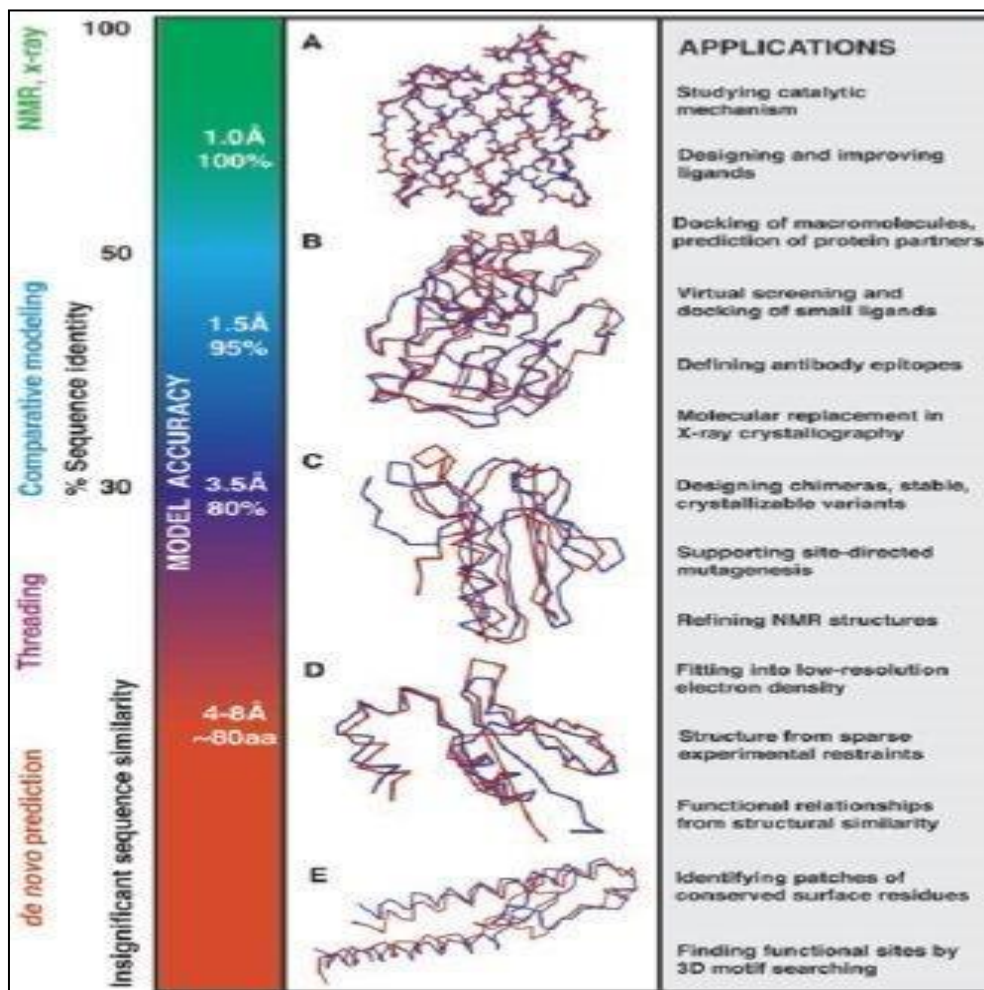 NMR, x-ray
Comparative modeling
Threading
de novo prediction
100
50
% Sequence identity
30
Insignificant sequence similarity
MODEL ACCURACY
1.0Å
100%
1.5Å
95%
3.5Å
80%
4-8Å
~80aa
A
B
C
D
E
APPLICATIONS
Studying catalytic
mechanism
Designing and improving
ligands
Docking of macromolecules,
prediction of protein partners
Virtual screening and
docking of small ligands
Defining antibody epitopes
Molecular replacement in
X-ray crystallography
Designing chimeras, stable,
crystallizable variants
Supporting site-directed
mutagenesis
Refining NMR structures
Fitting into low-resolution
electron density
Structure from sparse
experimental restraints
Functional relationships
from structural similarity
Identifying patches of
conserved surface residues
Finding functional sites by
3D motif searching